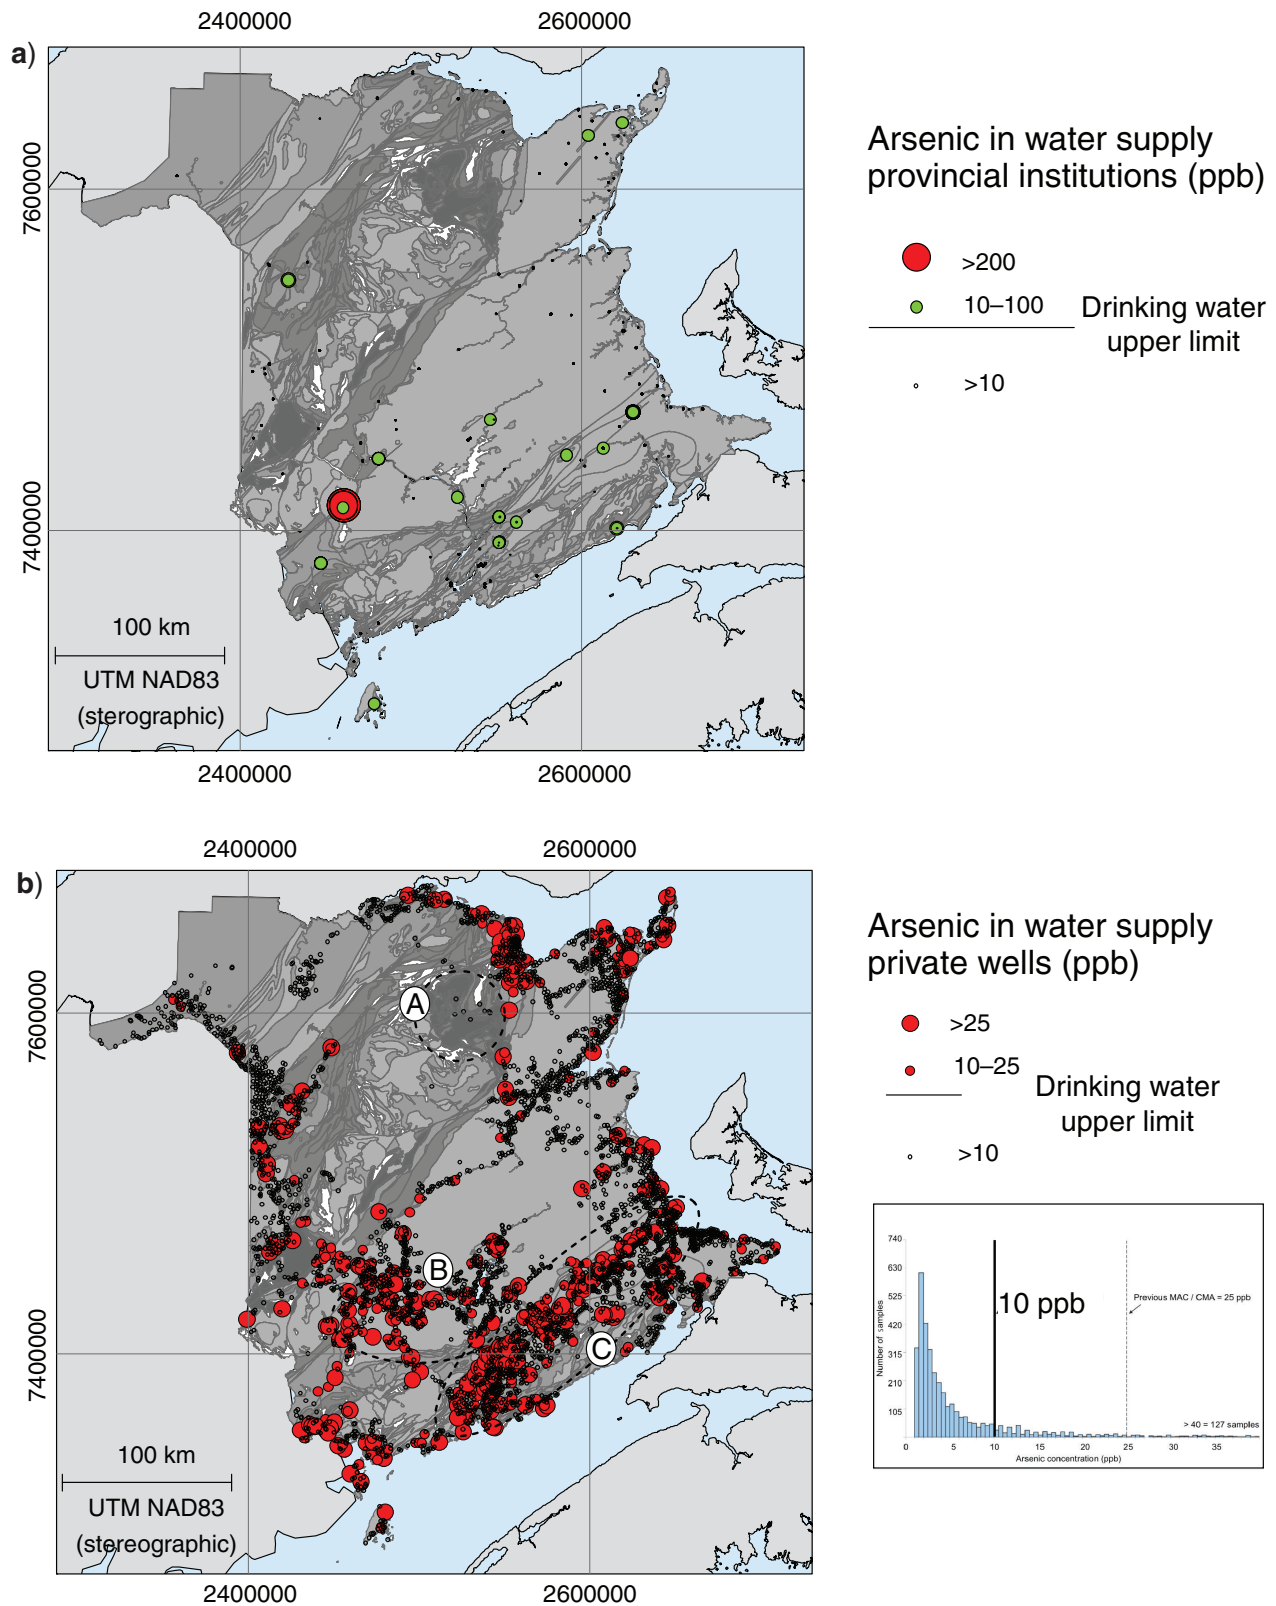 a)
2400000 2600000
7600000
7400000
100 km
UTM NAD83
(sterographic)
2400000 2600000
Arsenic in water supply
provincial institutions (ppb)
>200
10–100
Drinking water
upper limit
>10
b)
2400000 2600000
7600000
7400000
A
B
C
100 km
UTM NAD83
(stereographic)
2400000 2600000
Arsenic in water supply
private wells (ppb)
>25
10–25
Drinking water
upper limit
>10
740
630
525
420
315
210
105
Number of samples
10 ppb
Previous MAC / CMA = 25 ppb
> 40 = 127 samples
0 5 10 15 20 25 30 35
Arsenic concentration (ppb)